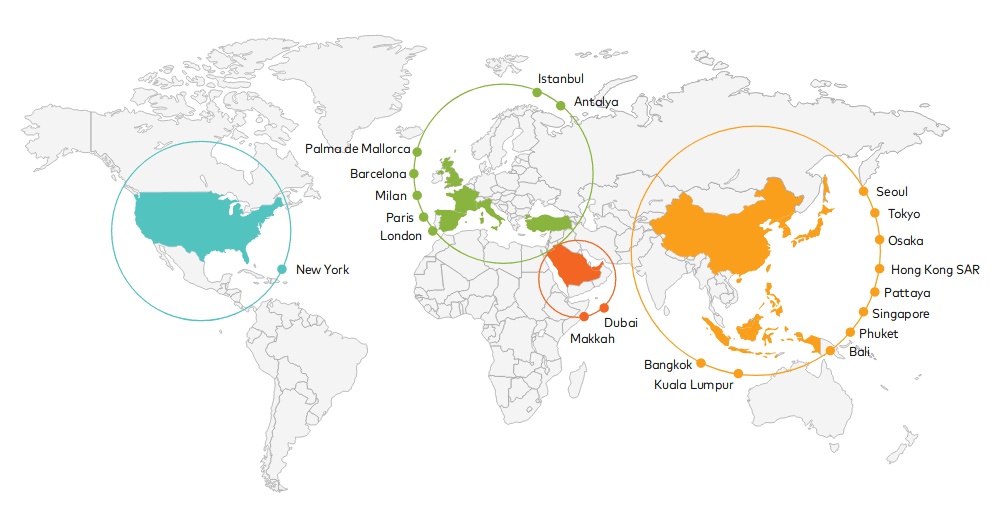 Istanbul
Antalya
Palma de Mallorca
Barcelona
Milan
Paris
London
New York
Dubai
Makkah
Seoul
Tokyo
Osaka
Hong Kong SAR
Pattaya
Singapore
Phuket
Bali
Bangkok
Kuala Lumpur